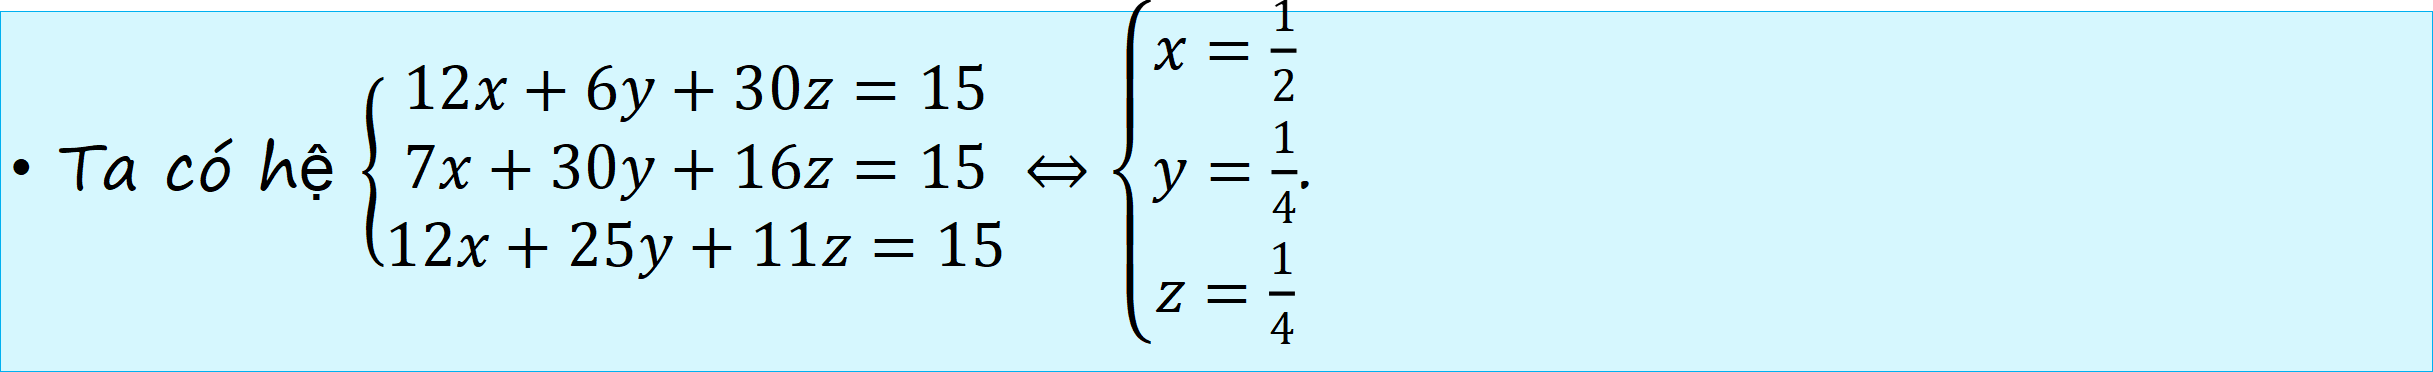 • Ta có hệ {12x + 6y + 30z = 15
7x + 30y + 16z = 15
12x + 25y + 11z = 15
⇔ {x = 1/2
y = 1/4
z = 1/4.